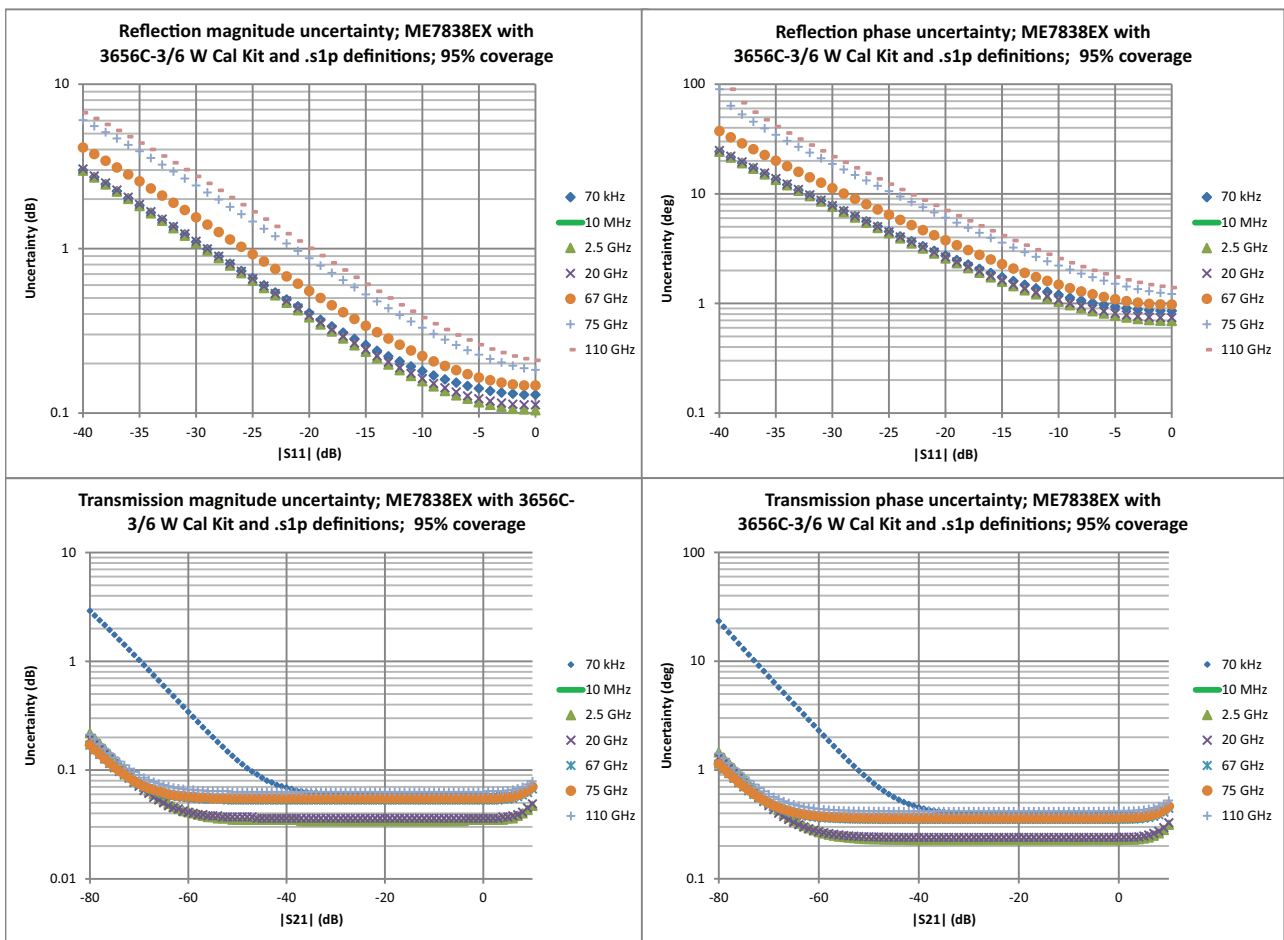 Reflection magnitude uncertainty; ME7838EX with
3656C-3/6 W Cal Kit and .s1p definitions; 95% coverage
10
1
0.1
Uncertainty (dB)
-40 -35 -30 -25 -20 -15 -10 -5 0
|S11| (dB)
70 kHz
10 MHz
2.5 GHz
20 GHz
67 GHz
75 GHz
110 GHz
Reflection phase uncertainty; ME7838EX with
3656C-3/6 W Cal Kit and .s1p definitions; 95% coverage
100
10
1
0.1
Uncertainty (deg)
-40 -35 -30 -25 -20 -15 -10 -5 0
|S11| (dB)
70 kHz
10 MHz
2.5 GHz
20 GHz
67 GHz
75 GHz
110 GHz
Transmission magnitude uncertainty; ME7838EX with 3656C-
3/6 W Cal Kit and .s1p definitions; 95% coverage
10
1
0.1
0.01
Uncertainty (dB)
-80 -60 -40 -20 0
|S21| (dB)
70 kHz
10 MHz
2.5 GHz
20 GHz
67 GHz
75 GHz
110 GHz
Transmission phase uncertainty; ME7838EX with
3656C-3/6 W Cal Kit and .s1p definitions; 95% coverage
100
10
1
0.1
Uncertainty (deg)
-80 -60 -40 -20 0
|S21| (dB)
70 kHz
10 MHz
2.5 GHz
20 GHz
67 GHz
75 GHz
110 GHz